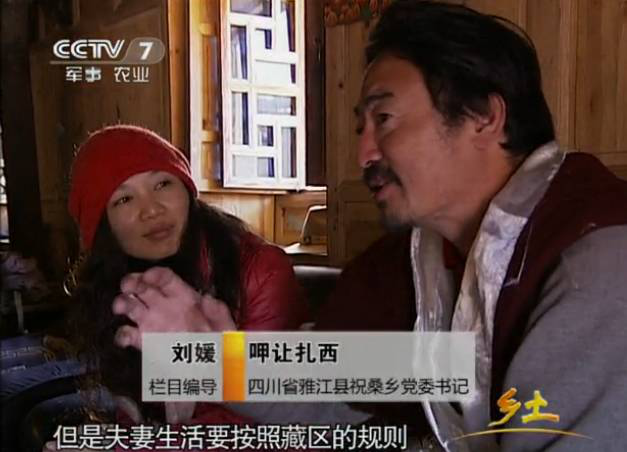 CCTV 7
军事 农业
刘媛 呷让扎西
栏目编导 四川省雅江县祝桑乡党委书记
乡土
但是夫妻生活要按照藏区的规则